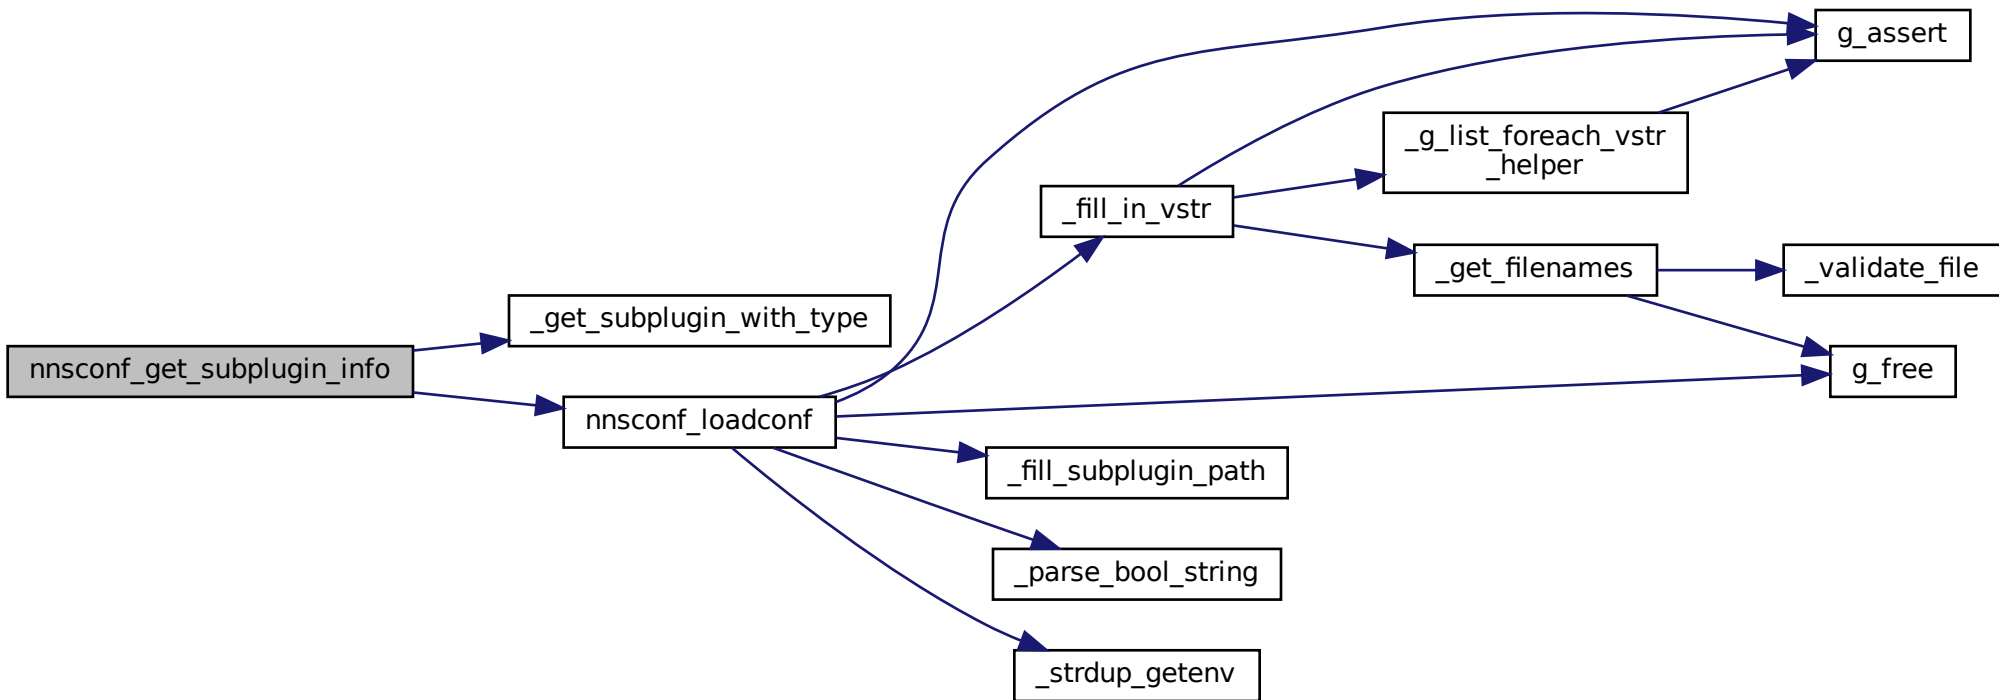 nnsconf_get_subplugin_info
_get_subplugin_with_type
nnsconf_loadconf
_fill_in_vstr
_fill_subplugin_path
_parse_bool_string
_strdup_getenv
_g_list_foreach_vstr
_helper
_get_filenames
g_assert
_validate_file
g_free